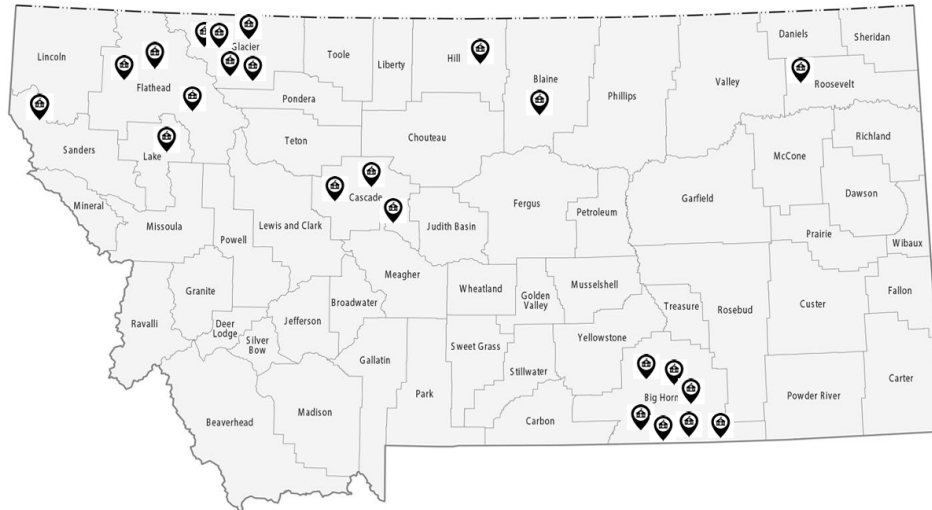 Daniels
Sheridan
Glacier
Lincoln
Toole
Liberty
Hill
Blaine
Valley
Roosevelt
Flathead
Phillips
Pondera
Chouteau
Teton
Richland
Sanders
Lake
McCone
Dawson
Cascade
Fergus
Garfield
Mineral
Petroleum
Missoula
Lewis and Clark
Judith Basin
Powell
Prairie
Wibaux
Meagher
Granite
Wheatland
Golden
Valley
Musselshell
Fallon
Broadwater
Treasure
Rosebud
Custer
Ravalli
Deer
Lodge
Jefferson
Silver
Bow
Yellowstone
Sweet Grass
Gallatin
Stillwater
Carter
Park
Big Horn
Powder River
Madison
Beaverhead
Carbon